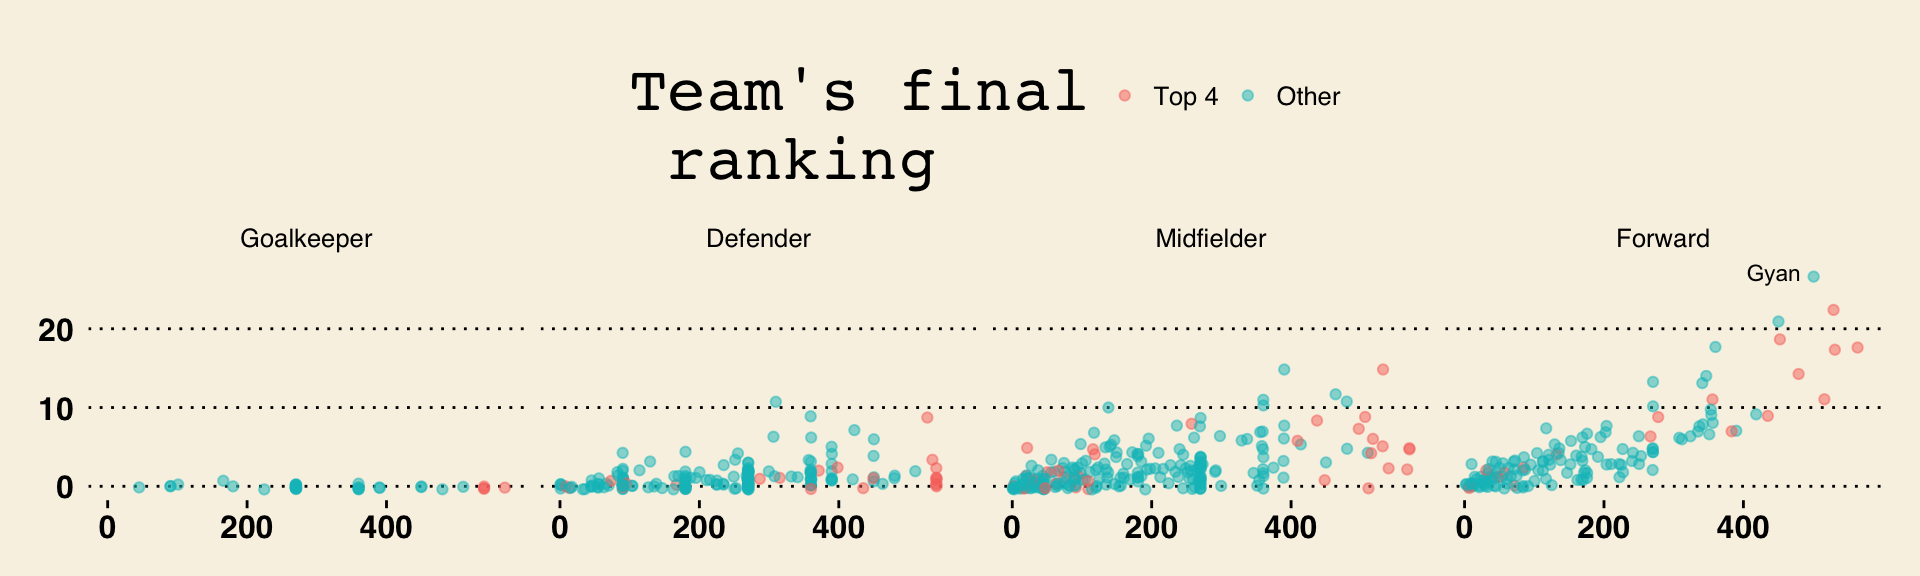 Team's final
ranking
Top 4
Other
Goalkeeper
Defender
Midfielder
Forward
Gyan
20
10
0
0 200 400
0 200 400
0 200 400
0 200 400